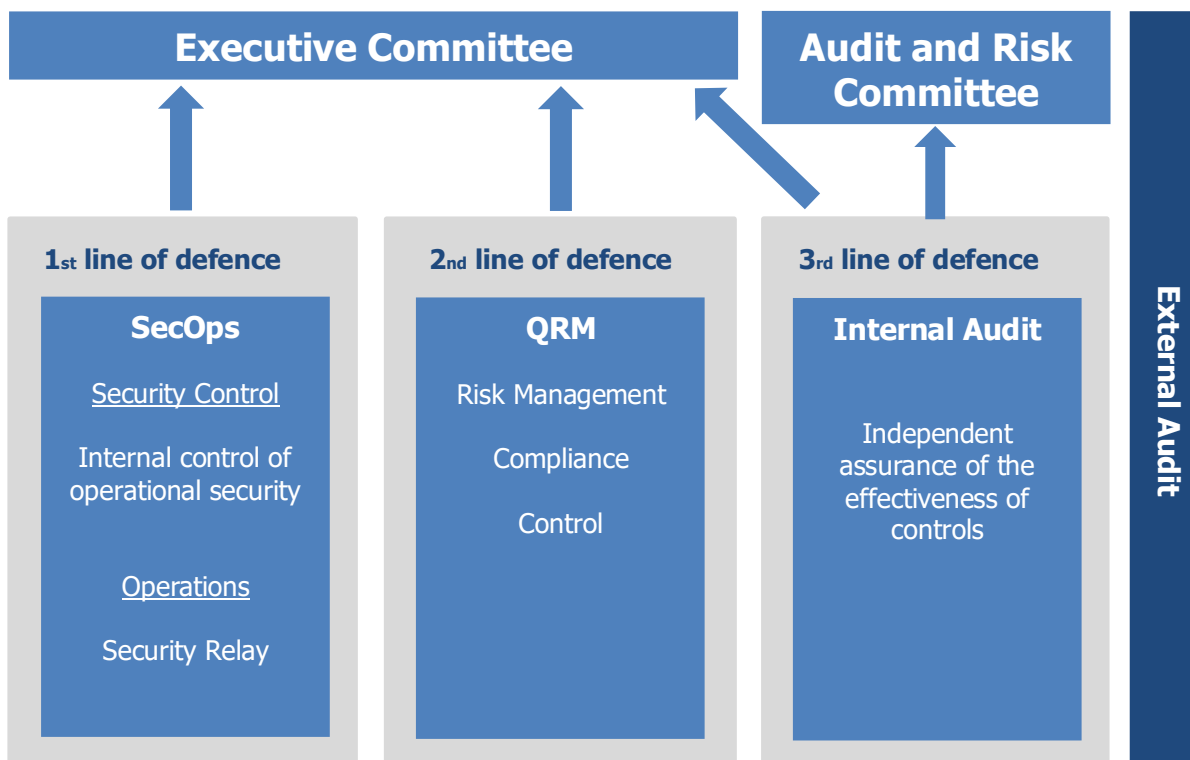 Executive Committee
Audit and Risk
Committee
1st line of defence
SecOps
Security Control
Internal control of
operational security
Operations
Security Relay
2nd line of defence
QRM
Risk Management
Compliance
Control
3rd line of defence
Internal Audit
Independent
assurance of the
effectiveness of
controls
External Audit